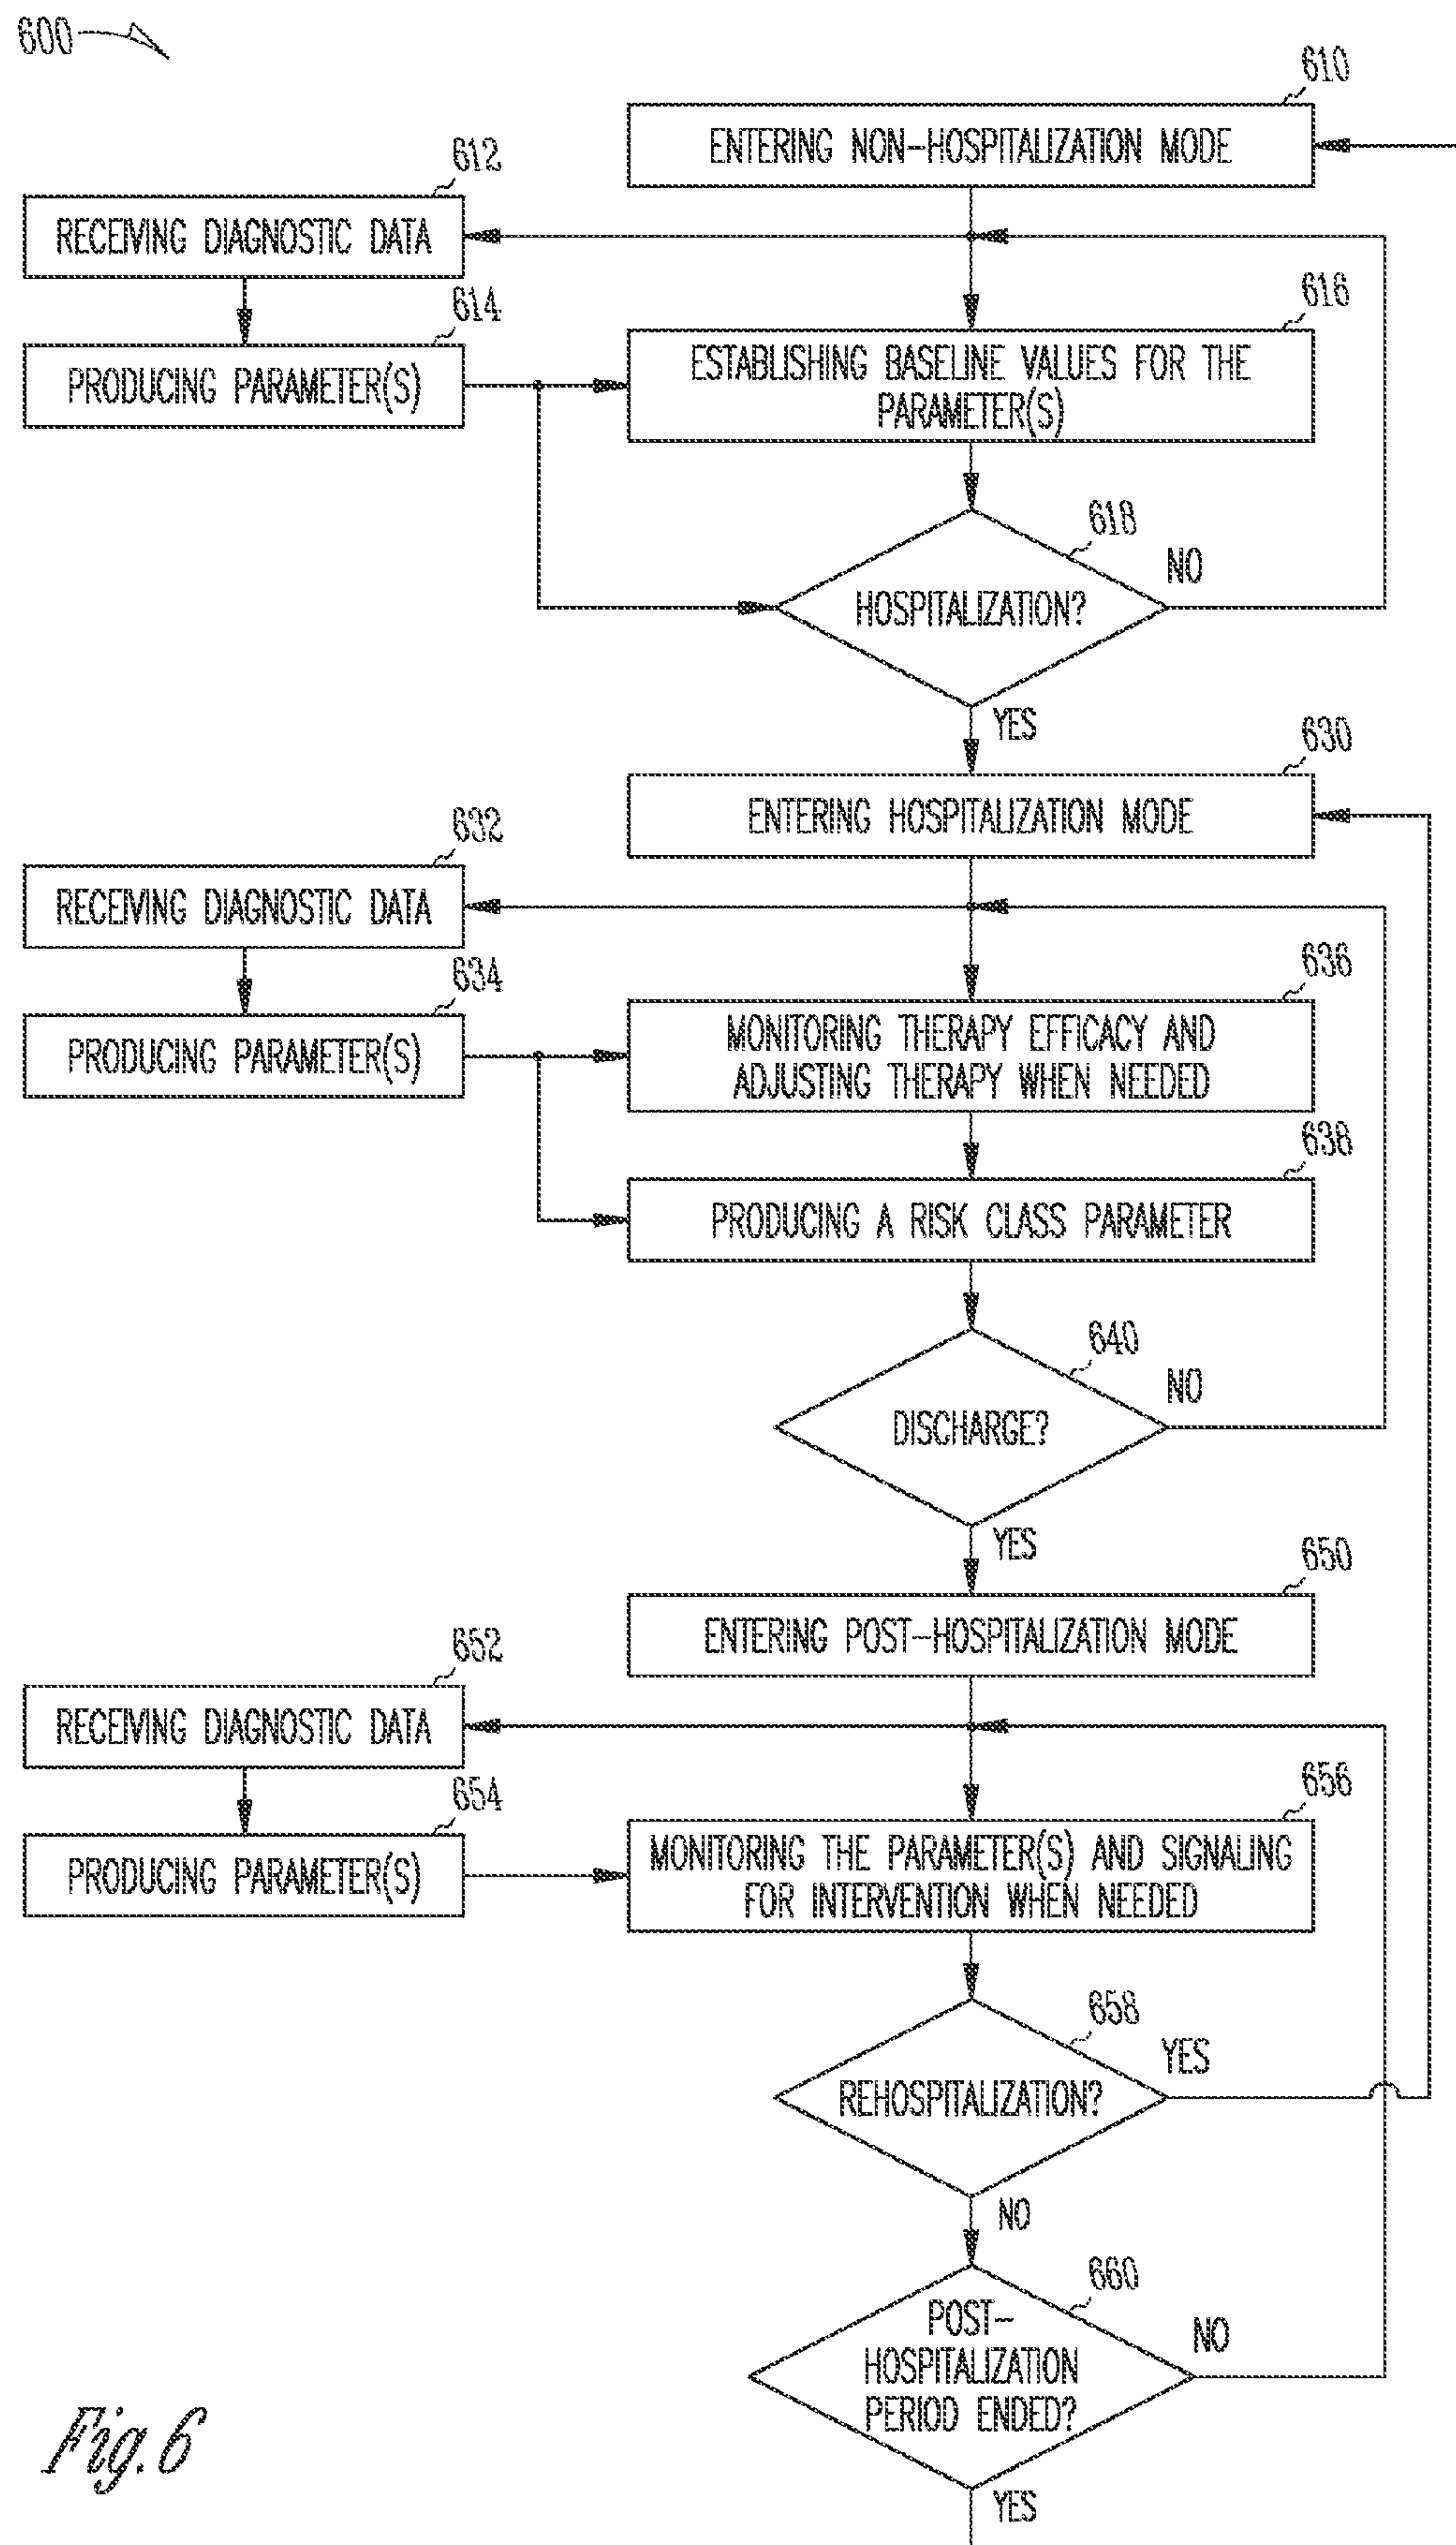 600
610
ENTERING NON-HOSPITALIZATION MODE
612
RECEIVING DIAGNOSTIC DATA
614
PRODUCING PARAMETER(S)
616
ESTABLISHING BASELINE VALUES FOR THE
PARAMETER(S)
618
HOSPITALIZATION?
NO
YES
630
ENTERING HOSPITALIZATION MODE
632
RECEIVING DIAGNOSTIC DATA
634
PRODUCING PARAMETER(S)
636
MONITORING THERAPY EFFICACY AND
ADJUSTING THERAPY WHEN NEEDED
638
PRODUCING A RISK CLASS PARAMETER
640
DISCHARGE?
NO
YES
650
ENTERING POST-HOSPITALIZATION MODE
652
RECEIVING DIAGNOSTIC DATA
654
PRODUCING PARAMETER(S)
656
MONITORING THE PARAMETER(S) AND SIGNALING
FOR INTERVENTION WHEN NEEDED
658
REHOSPITALIZATION?
YES
NO
660
POST-
HOSPITALIZATION
PERIOD ENDED?
NO
YES
Fig. 6